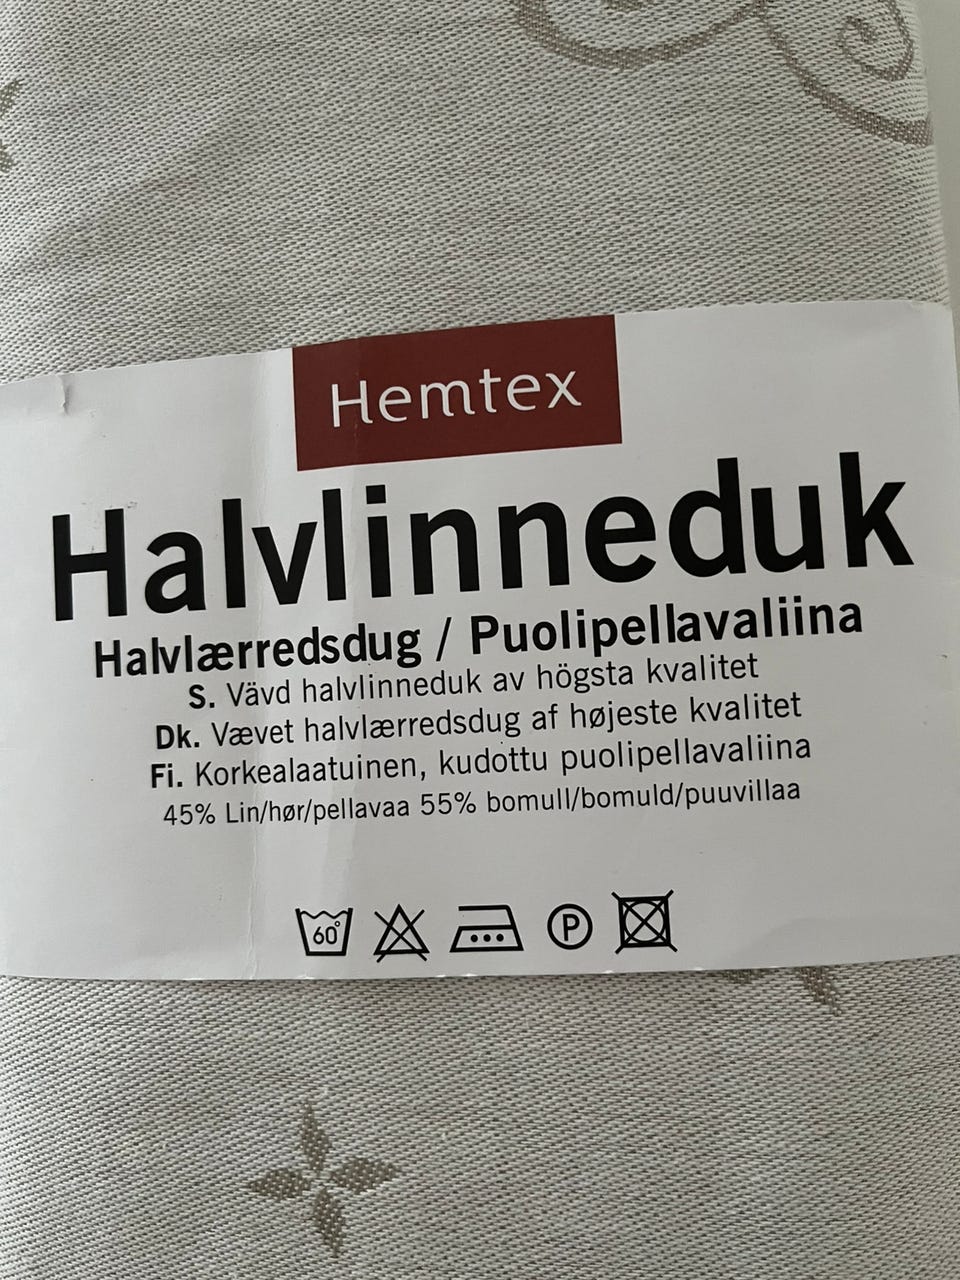 Hemtex
Halvlinneduk
Halvlærredsdug / Puolipellavaliina
S. Vävd halvlinneduk av högsta kvalitet
Dk. Vævet halvlærredsdug af højeste kvalitet
Fi. Korkealaatuinen, kudottu puolipellavaliina
45% Lin/hør/pellavaa 55% bomull/bomuld/puuvillaa
60° P